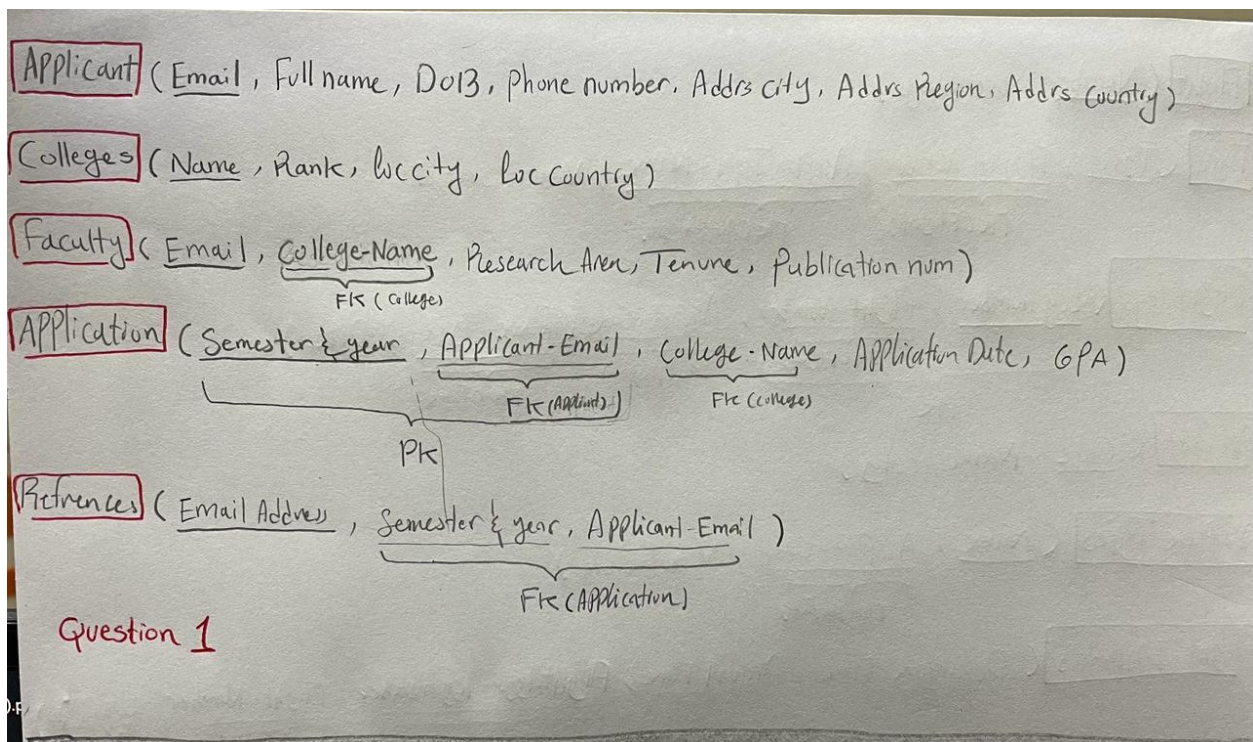 Applicant ( Email , Full name , DOB , Phone number , Addrs city , Addrs Region , Addrs Country )
Colleges ( Name , Rank , loc city , Loc Country )
Faculty ( Email , College-Name , Research Area , Tenure , Publication num )
FK ( College )
Application ( Semester & year , Applicant-Email , College-Name , Application Date , GPA )
FK (Applicant) FK (College)
PK
Refrences ( Email Address , Semester & year , Applicant-Email )
FK (Application)
Question 1